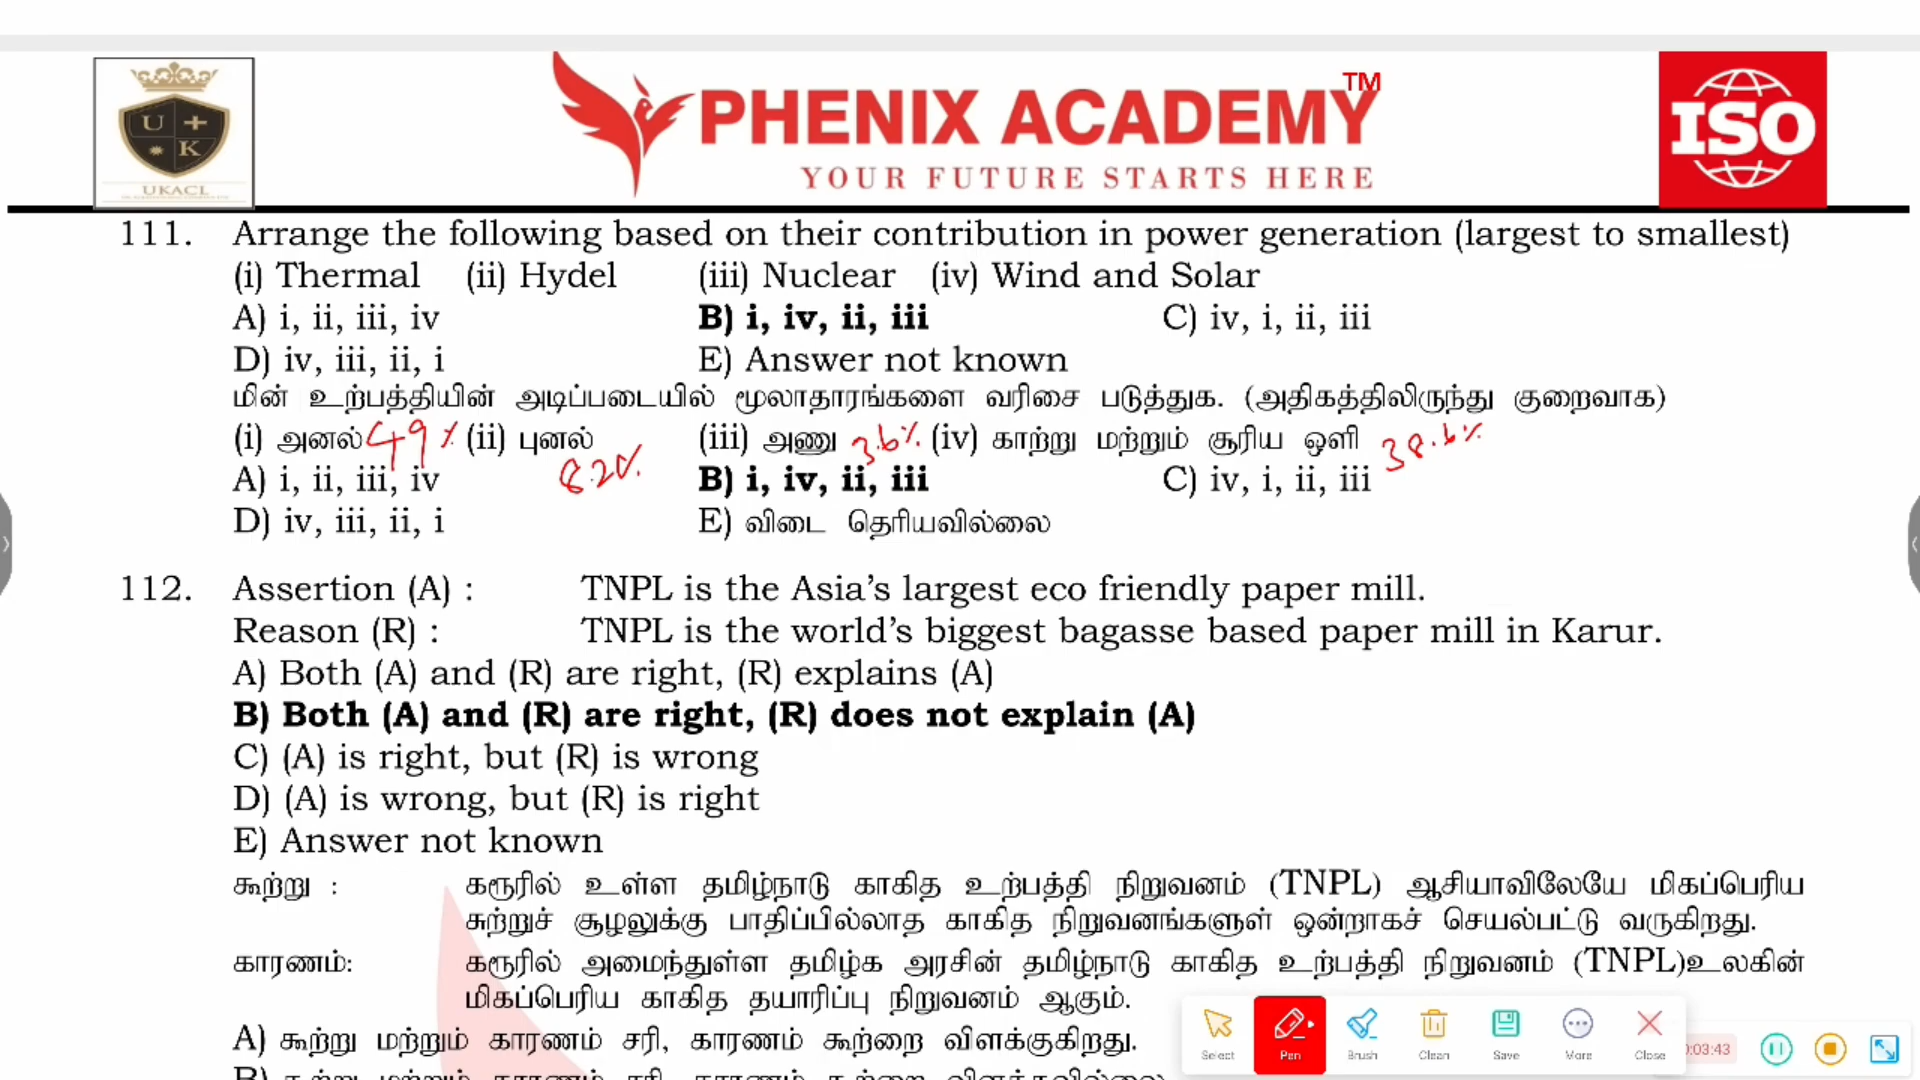 U
K
UKACL
PHENIX ACADEMY™
YOUR FUTURE STARTS HERE
ISO
111. Arrange the following based on their contribution in power generation (largest to smallest)
(i) Thermal (ii) Hydel (iii) Nuclear (iv) Wind and Solar
A) i, ii, iii, iv B) i, iv, ii, iii C) iv, i, ii, iii
D) iv, iii, ii, i E) Answer not known
மின் உற்பத்தியின் அடிப்படையில் மூலாதாரங்களை வரிசை படுத்துக. (அதிகத்திலிருந்து குறைவாக)
(i) அனல் 49% (ii) புனல் (iii) அணு 3.6% (iv) காற்று மற்றும் சூரிய ஒளி 38.6%
A) i, ii, iii, iv B) i, iv, ii, iii C) iv, i, ii, iii
D) iv, iii, ii, i E) விடை தெரியவில்லை
112. Assertion (A) : TNPL is the Asia’s largest eco friendly paper mill.
Reason (R) : TNPL is the world’s biggest bagasse based paper mill in Karur.
A) Both (A) and (R) are right, (R) explains (A)
B) Both (A) and (R) are right, (R) does not explain (A)
C) (A) is right, but (R) is wrong
D) (A) is wrong, but (R) is right
E) Answer not known
கூற்று : கரூரில் உள்ள தமிழ்நாடு காகித உற்பத்தி நிறுவனம் (TNPL) ஆசியாவிலேயே மிகப்பெரிய
சுற்றுச் சூழலுக்கு பாதிப்பில்லாத காகித நிறுவனங்களுள் ஒன்றாகச் செயல்பட்டு வருகிறது.
காரணம்: கரூரில் அமைந்துள்ள தமிழக அரசின் தமிழ்நாடு காகித உற்பத்தி நிறுவனம் (TNPL)உலகின்
மிகப்பெரிய காகித தயாரிப்பு நிறுவனம் ஆகும்.
A) கூற்று மற்றும் காரணம் சரி, காரணம் கூற்றை விளக்குகிறது.
Select Pen Brush Clean Save More Close
:03:43